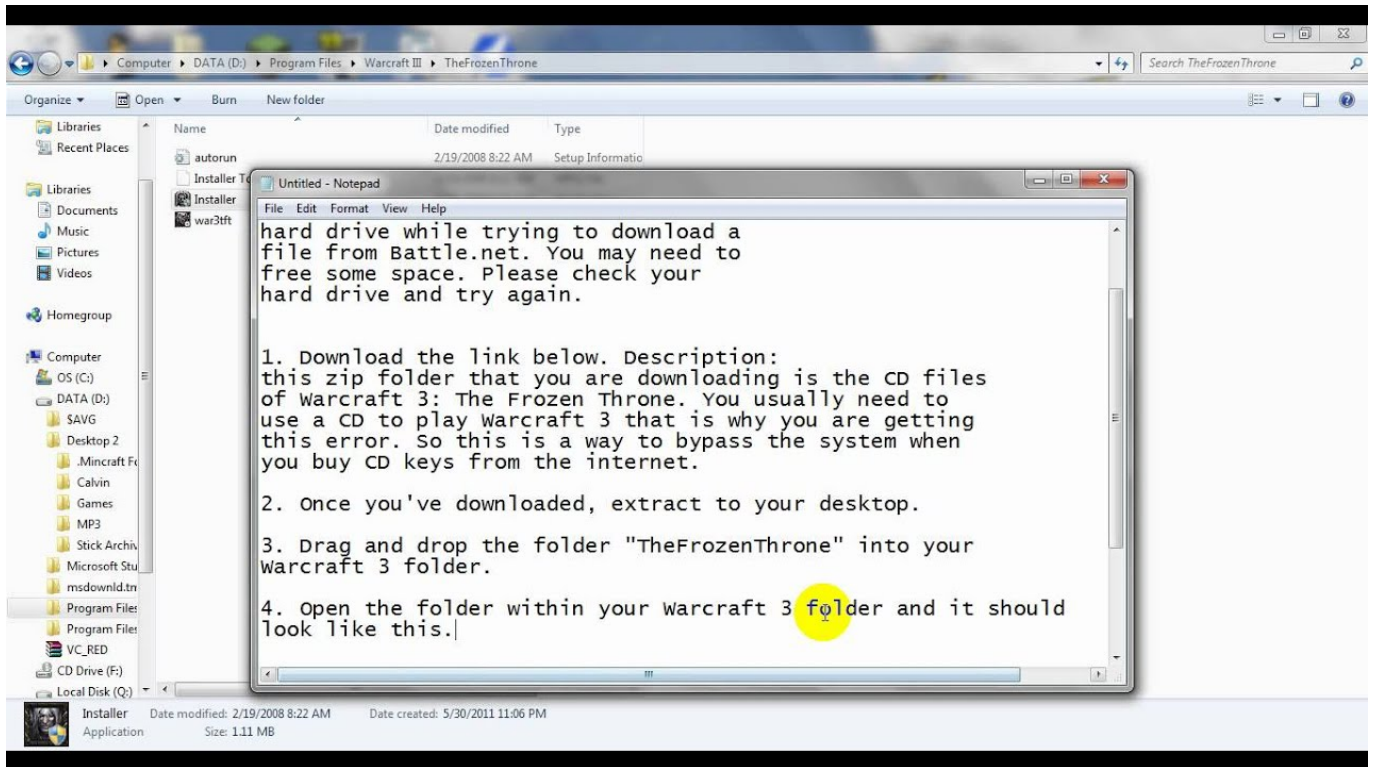 Computer ▸ DATA (D:) ▸ Program Files ▸ Warcraft III ▸ TheFrozenThrone
Search TheFrozenThrone
Organize Open Burn New folder
Libraries
Recent Places
Libraries
Documents
Music
Pictures
Videos
Homegroup
Computer
OS (C:)
DATA (D:)
$AVG
Desktop 2
.Mincraft Fo
Calvin
Games
MP3
Stick Archiv
Microsoft Stu
msdownld.tm
Program Files
Program Files
VC_RED
CD Drive (F:)
Local Disk (Q:)
Name Date modified Type
autorun 2/19/2008 8:22 AM Setup Informatio
Installer To
Installer
war3tft
Untitled - Notepad
File Edit Format View Help
hard drive while trying to download a
file from Battle.net. You may need to
free some space. Please check your
hard drive and try again.
1. Download the link below. Description:
this zip folder that you are downloading is the CD files
of Warcraft 3: The Frozen Throne. You usually need to
use a CD to play Warcraft 3 that is why you are getting
this error. So this is a way to bypass the system when
you buy CD keys from the internet.
2. Once you've downloaded, extract to your desktop.
3. Drag and drop the folder "TheFrozenThrone" into your
Warcraft 3 folder.
4. Open the folder within your Warcraft 3 folder and it should
look like this.
Installer Date modified: 2/19/2008 8:22 AM Date created: 5/30/2011 11:06 PM
Application Size: 1.11 MB